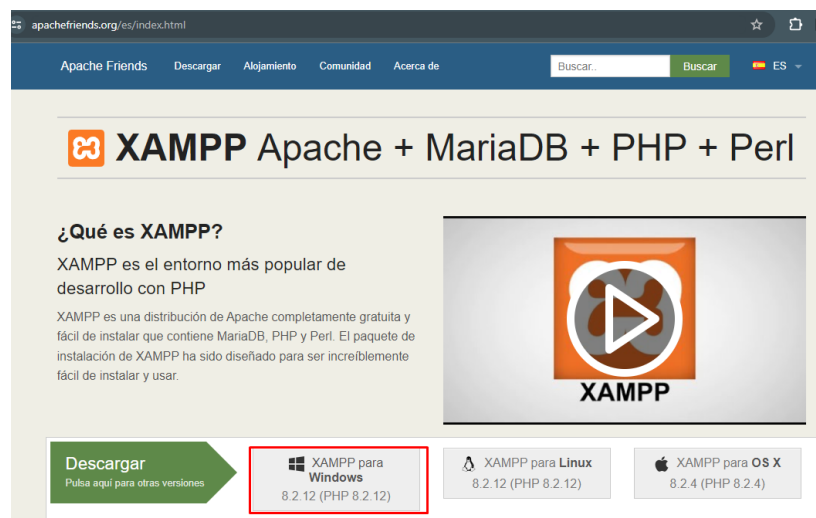 apachefriends.org/es/index.html
Apache Friends Descargar Alojamiento Comunidad Acerca de Buscar.. Buscar ES
XAMPP Apache + MariaDB + PHP + Perl
¿Qué es XAMPP?
XAMPP es el entorno más popular de
desarrollo con PHP
XAMPP es una distribución de Apache completamente gratuita y
fácil de instalar que contiene MariaDB, PHP y Perl. El paquete de
instalación de XAMPP ha sido diseñado para ser increíblemente
fácil de instalar y usar.
XAMPP
Descargar
Pulsa aquí para otras versiones
XAMPP para
Windows
8.2.12 (PHP 8.2.12)
XAMPP para Linux
8.2.12 (PHP 8.2.12)
XAMPP para OS X
8.2.4 (PHP 8.2.4)